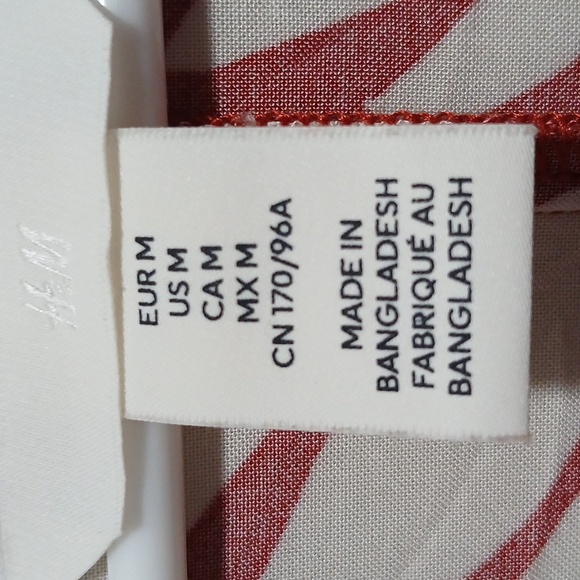 H&M
EUR M
US M
CA M
MX M
CN 170/96A
MADE IN
BANGLADESH
FABRIQUÉ AU
BANGLADESH